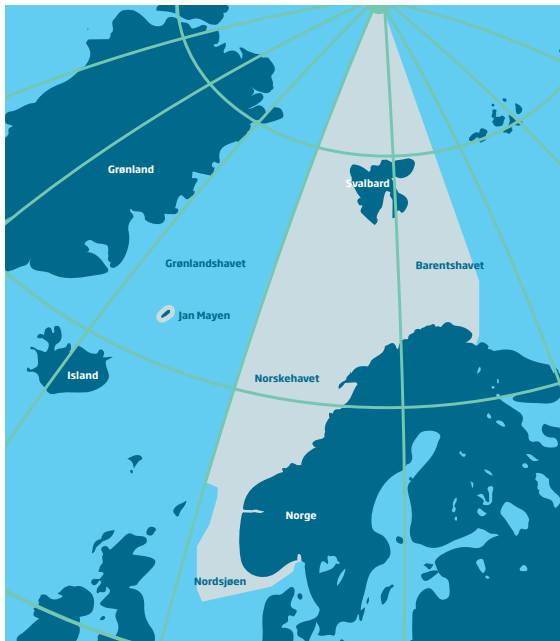 Grønland
Svalbard
Grønlandshavet
Barentshavet
Jan Mayen
Island
Norskehavet
Norge
Nordsjøen